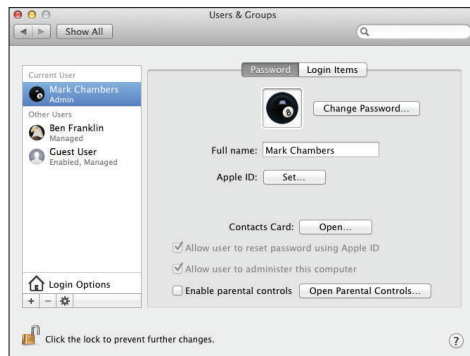 Users & Groups
Show All
Current User
Mark Chambers
Admin
Other Users
Ben Franklin
Managed
Guest User
Enabled, Managed
Login Options
+ −
Password Login Items
8
Change Password...
Full name: Mark Chambers
Apple ID: Set...
Contacts Card: Open...
Allow user to reset password using Apple ID
Allow user to administer this computer
Enable parental controls Open Parental Controls...
Click the lock to prevent further changes.
?